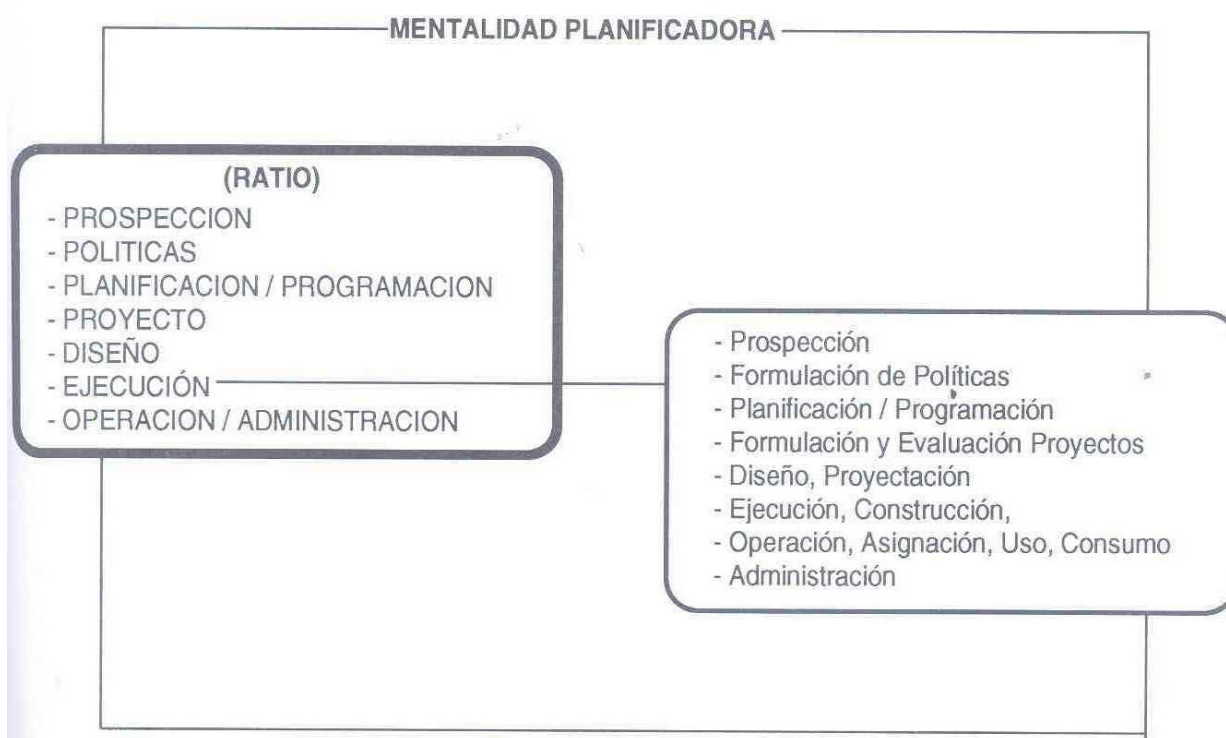 MENTALIDAD PLANIFICADORA
(RATIO)
- PROSPECCION
- POLITICAS
- PLANIFICACION / PROGRAMACION
- PROYECTO
- DISEÑO
- EJECUCIÓN
- OPERACION / ADMINISTRACION
- Prospección
- Formulación de Políticas
- Planificación / Programación
- Formulación y Evaluación Proyectos
- Diseño, Proyectación
- Ejecución, Construcción,
- Operación, Asignación, Uso, Consumo
- Administración